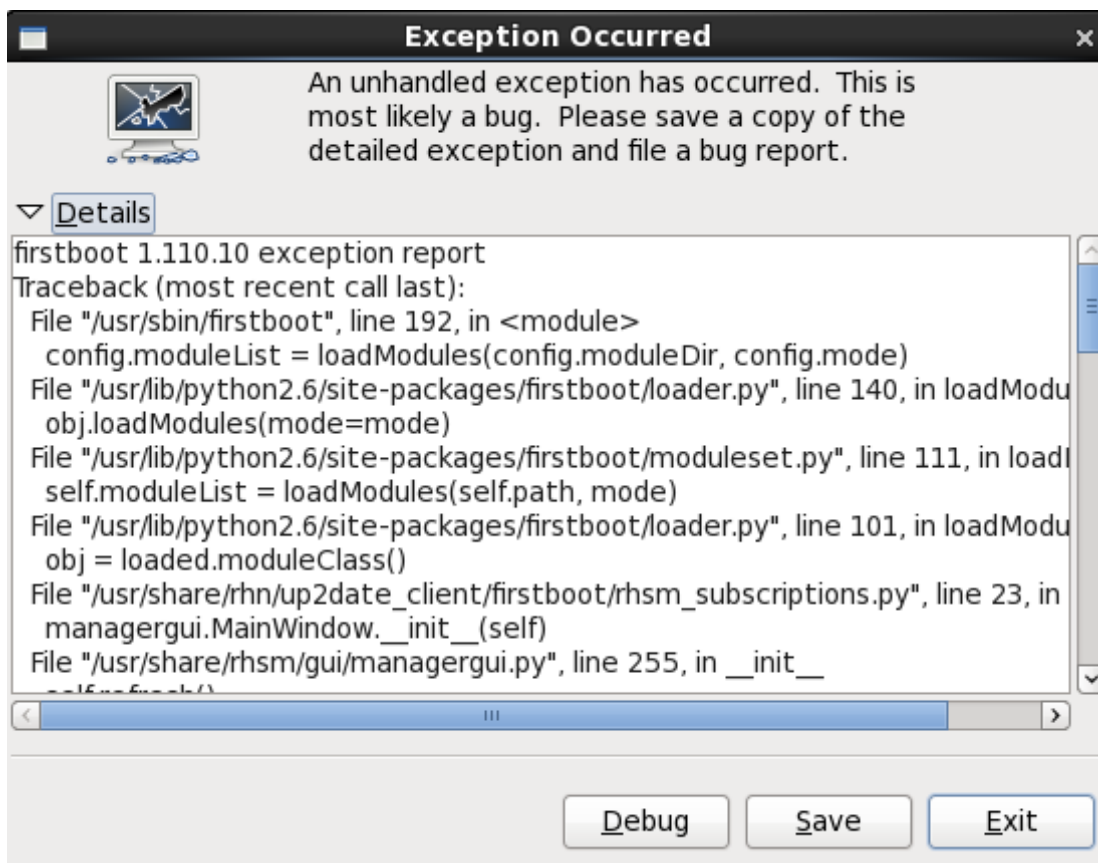 Exception Occurred
An unhandled exception has occurred.  This is
most likely a bug.  Please save a copy of the
detailed exception and file a bug report.
Details
firstboot 1.110.10 exception report
Traceback (most recent call last):
File "/usr/sbin/firstboot", line 192, in <module>
config.moduleList = loadModules(config.moduleDir, config.mode)
File "/usr/lib/python2.6/site-packages/firstboot/loader.py", line 140, in loadModu
obj.loadModules(mode=mode)
File "/usr/lib/python2.6/site-packages/firstboot/moduleset.py", line 111, in load
self.moduleList = loadModules(self.path, mode)
File "/usr/lib/python2.6/site-packages/firstboot/loader.py", line 101, in loadModu
obj = loaded.moduleClass()
File "/usr/share/rhn/up2date_client/firstboot/rhsm_subscriptions.py", line 23, in
managergui.MainWindow.__init__(self)
File "/usr/share/rhsm/gui/managergui.py", line 255, in __init__
Debug
Save
Exit